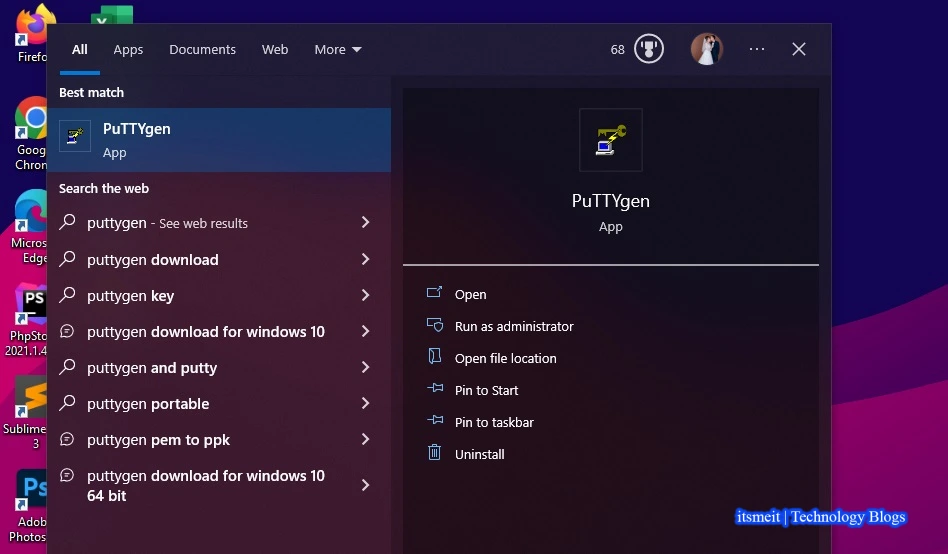 Firefo
Goog
Chron
Micros
Edge
PS
PhpSto
2021.1.4
Sublime
3
Ps
Adob
Photos
All
Apps
Documents
Web
More
68
Best match
PuTTYgen
App
Search the web
puttygen - See web results
puttygen download
puttygen key
puttygen download for windows 10
puttygen and putty
puttygen portable
puttygen pem to ppk
puttygen download for windows 10
64 bit
PuTTYgen
App
Open
Run as administrator
Open file location
Pin to Start
Pin to taskbar
Uninstall
itsmeit | Technology Blogs